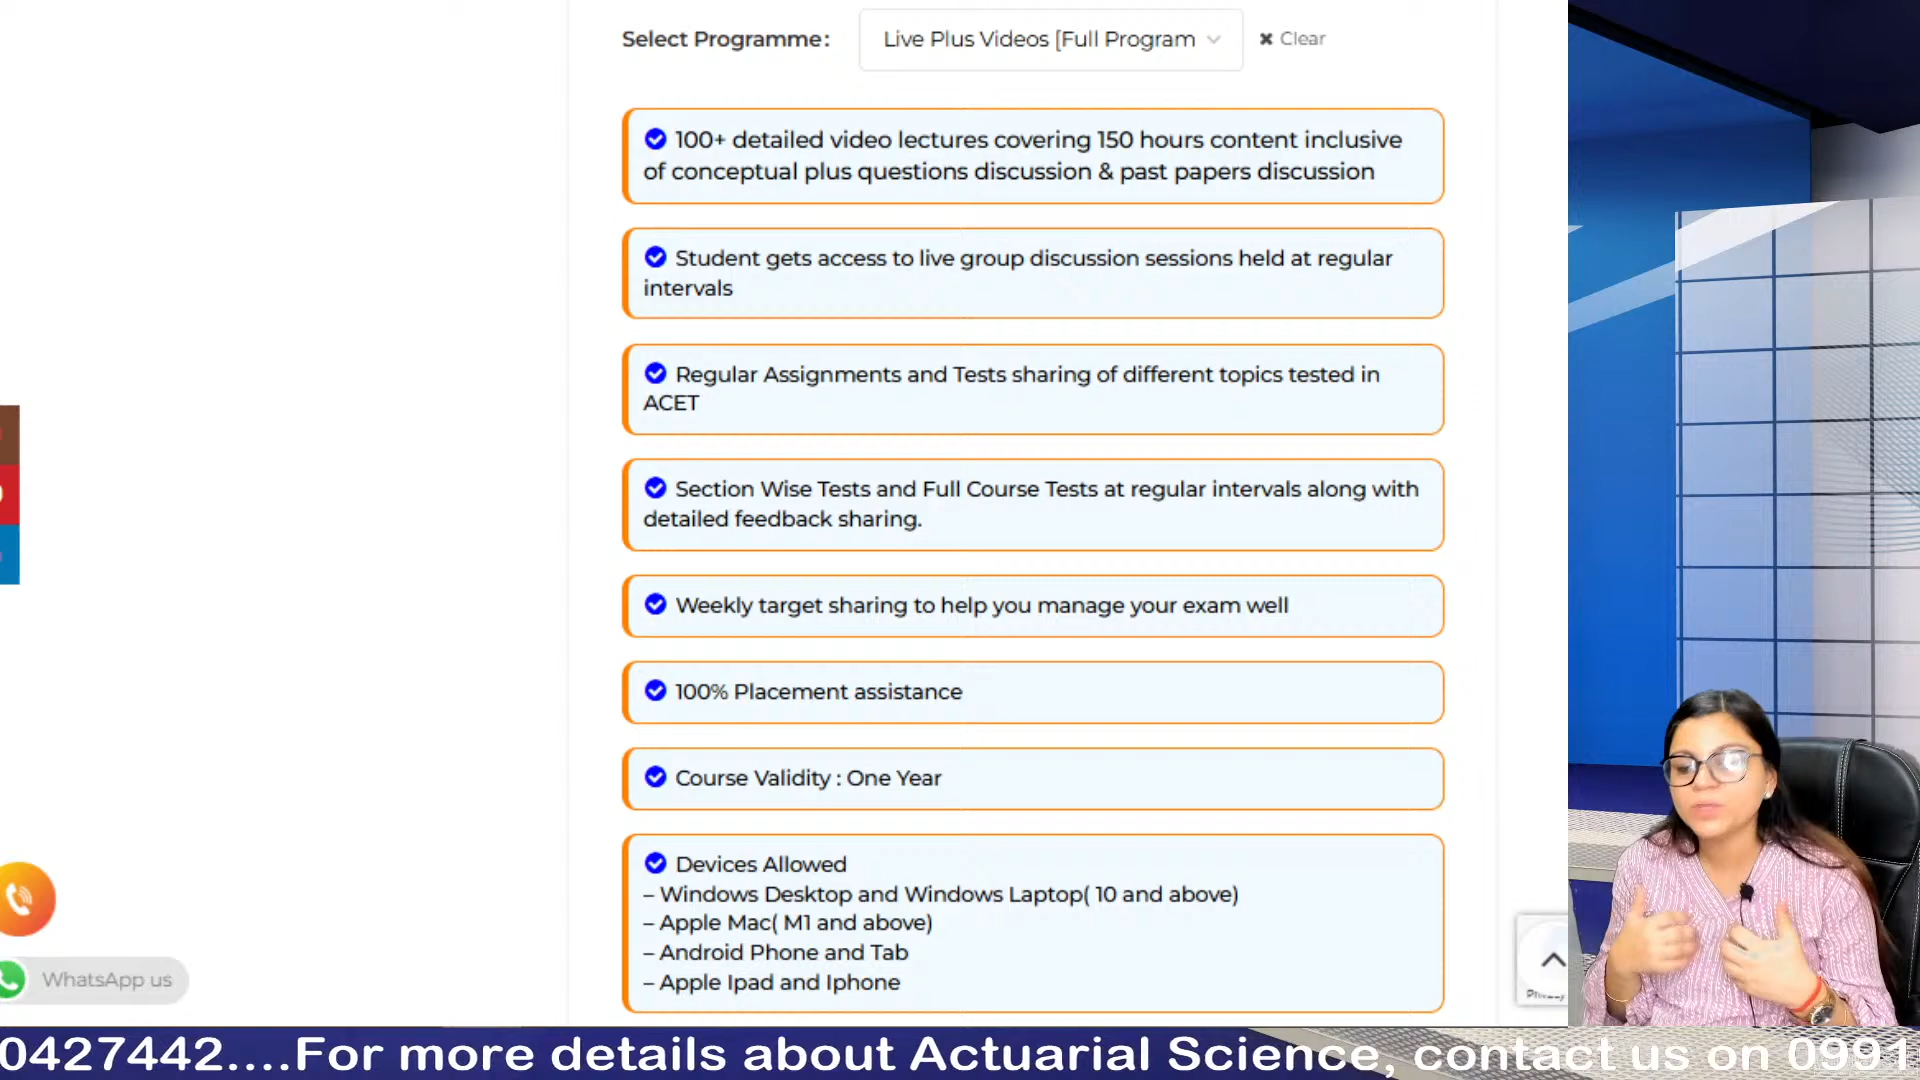 Select Programme:
Live Plus Videos [Full Program
Clear
100+ detailed video lectures covering 150 hours content inclusive
of conceptual plus questions discussion & past papers discussion
Student gets access to live group discussion sessions held at regular
intervals
Regular Assignments and Tests sharing of different topics tested in
ACET
Section Wise Tests and Full Course Tests at regular intervals along with
detailed feedback sharing.
Weekly target sharing to help you manage your exam well
100% Placement assistance
Course Validity : One Year
Devices Allowed
– Windows Desktop and Windows Laptop( 10 and above)
– Apple Mac( M1 and above)
– Android Phone and Tab
– Apple Ipad and Iphone
WhatsApp us
0427442....For more details about Actuarial Science, contact us on 0991